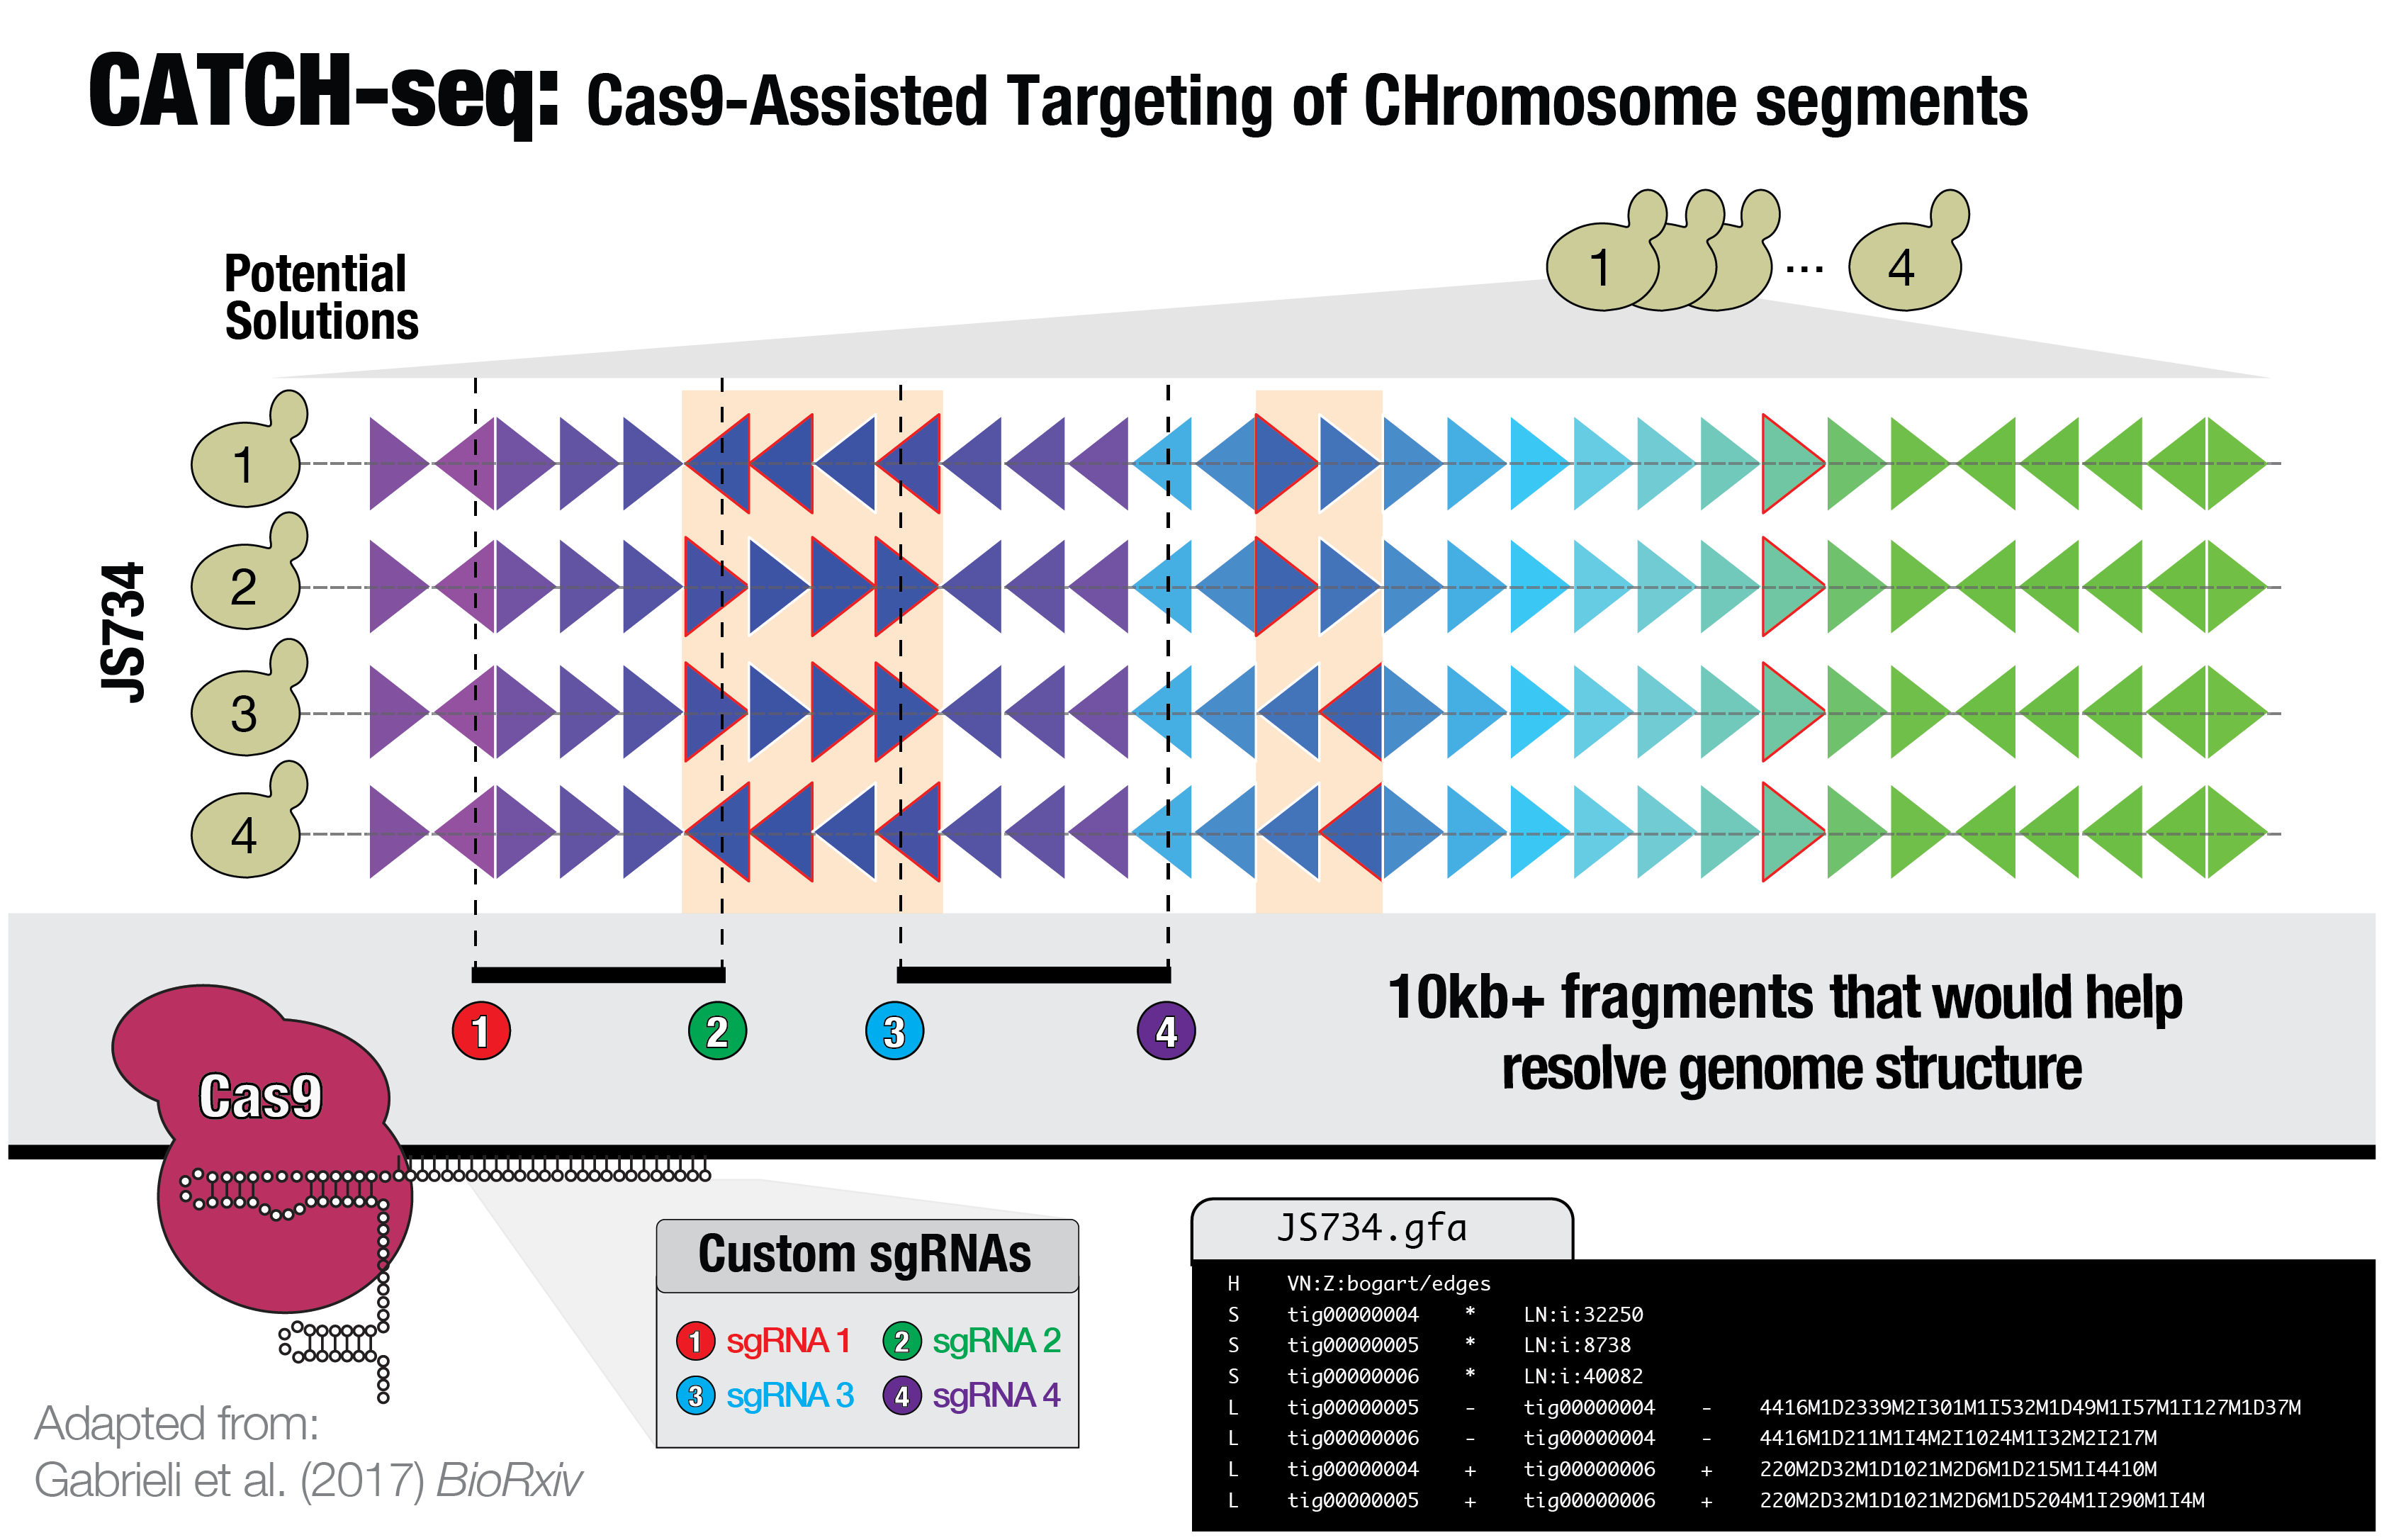 CATCH-seq: Cas9-Assisted Targeting of CHromosome segments
1 ... 4
Potential
Solutions
JS734
1
2
3
4
1 2 3 4
10kb+ fragments that would help
resolve genome structure
Cas9
Custom sgRNAs
1 sgRNA 1 2 sgRNA 2
3 sgRNA 3 4 sgRNA 4
Adapted from:
Gabrieli et al. (2017) BioRxiv
JS734.gfa
H VN:Z:bogart/edges
S tig00000004 * LN:i:32250
S tig00000005 * LN:i:8738
S tig00000006 * LN:i:40082
L tig00000005 - tig00000004 - 4416M1D2339M2I301M1I532M1D49M1I57M1I127M1D37M
L tig00000006 - tig00000004 - 4416M1D211M1I4M2I1024M1I32M2I217M
L tig00000004 + tig00000006 + 220M2D32M1D1021M2D6M1D215M1I4410M
L tig00000005 + tig00000006 + 220M2D32M1D1021M2D6M1D5204M1I290M1I4M